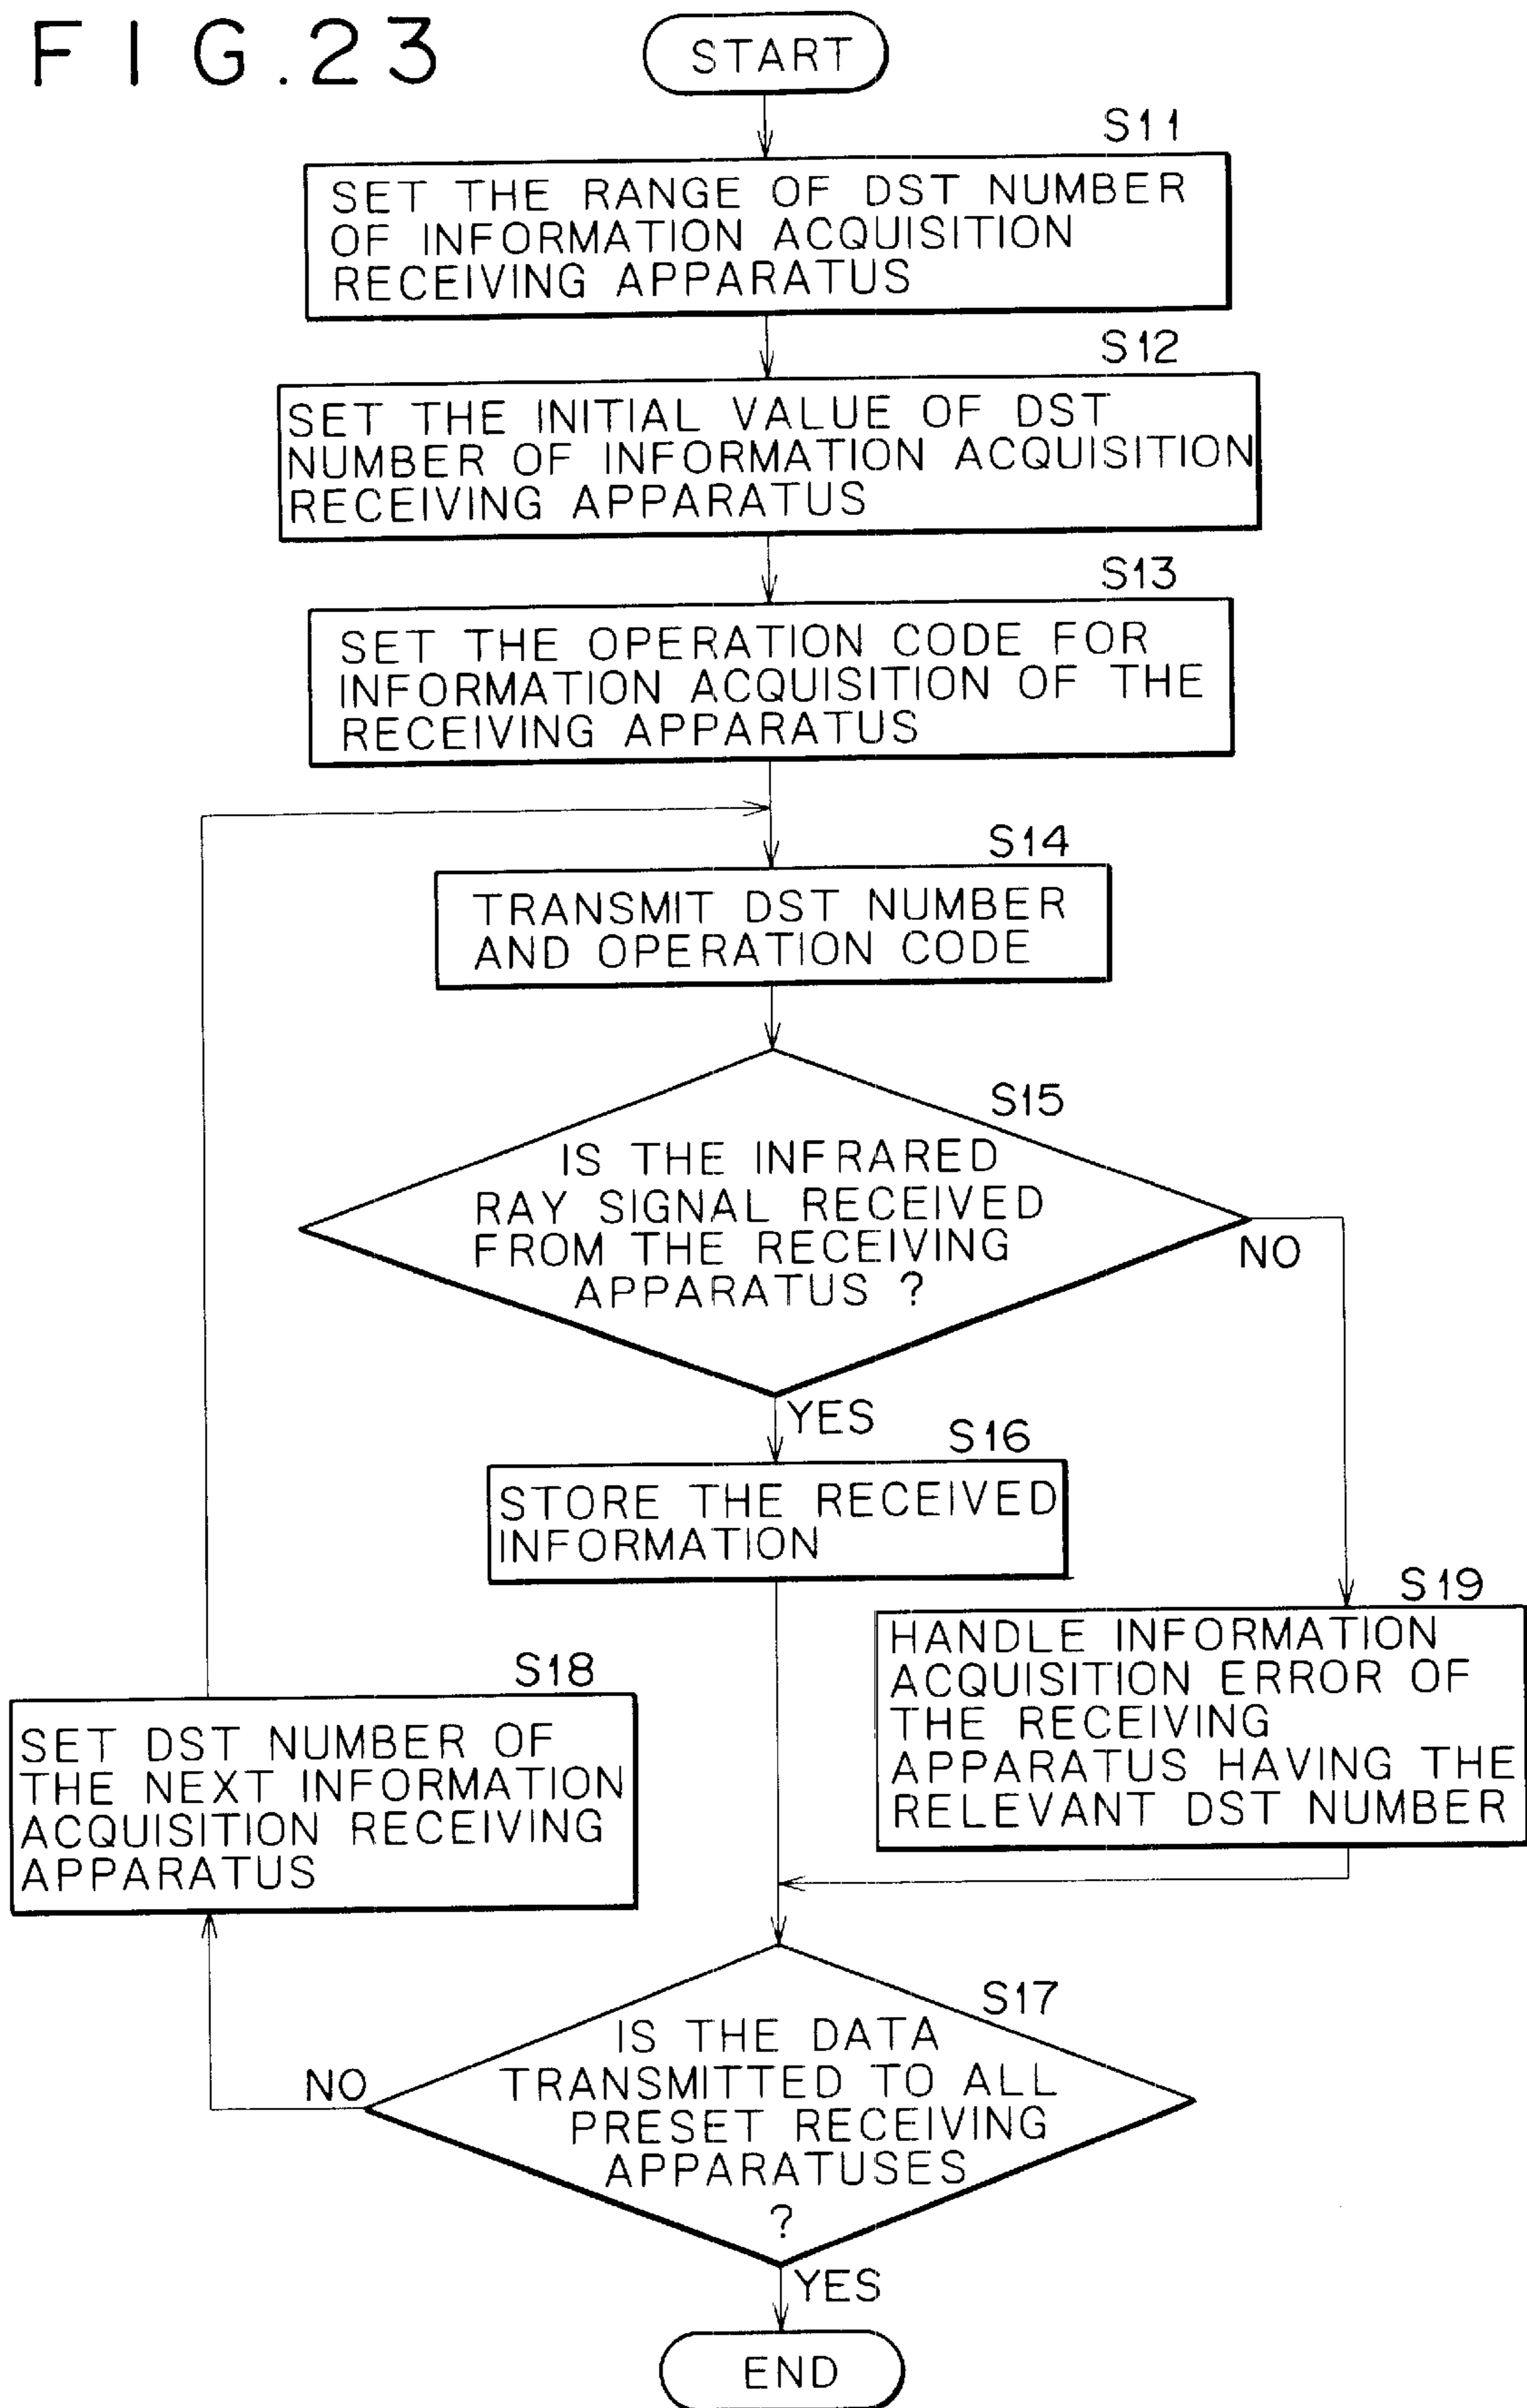 FIG.23
START
S11
SET THE RANGE OF DST NUMBER
OF INFORMATION ACQUISITION
RECEIVING APPARATUS
S12
SET THE INITIAL VALUE OF DST
NUMBER OF INFORMATION ACQUISITION
RECEIVING APPARATUS
S13
SET THE OPERATION CODE FOR
INFORMATION ACQUISITION OF THE
RECEIVING APPARATUS
S14
TRANSMIT DST NUMBER
AND OPERATION CODE
S15
IS THE INFRARED
RAY SIGNAL RECEIVED
FROM THE RECEIVING
APPARATUS ?
NO
YES
S16
STORE THE RECEIVED
INFORMATION
S19
HANDLE INFORMATION
ACQUISITION ERROR OF
THE RECEIVING
APPARATUS HAVING THE
RELEVANT DST NUMBER
S18
SET DST NUMBER OF
THE NEXT INFORMATION
ACQUISITION RECEIVING
APPARATUS
S17
IS THE DATA
TRANSMITTED TO ALL
PRESET RECEIVING
APPARATUSES
?
NO
YES
END